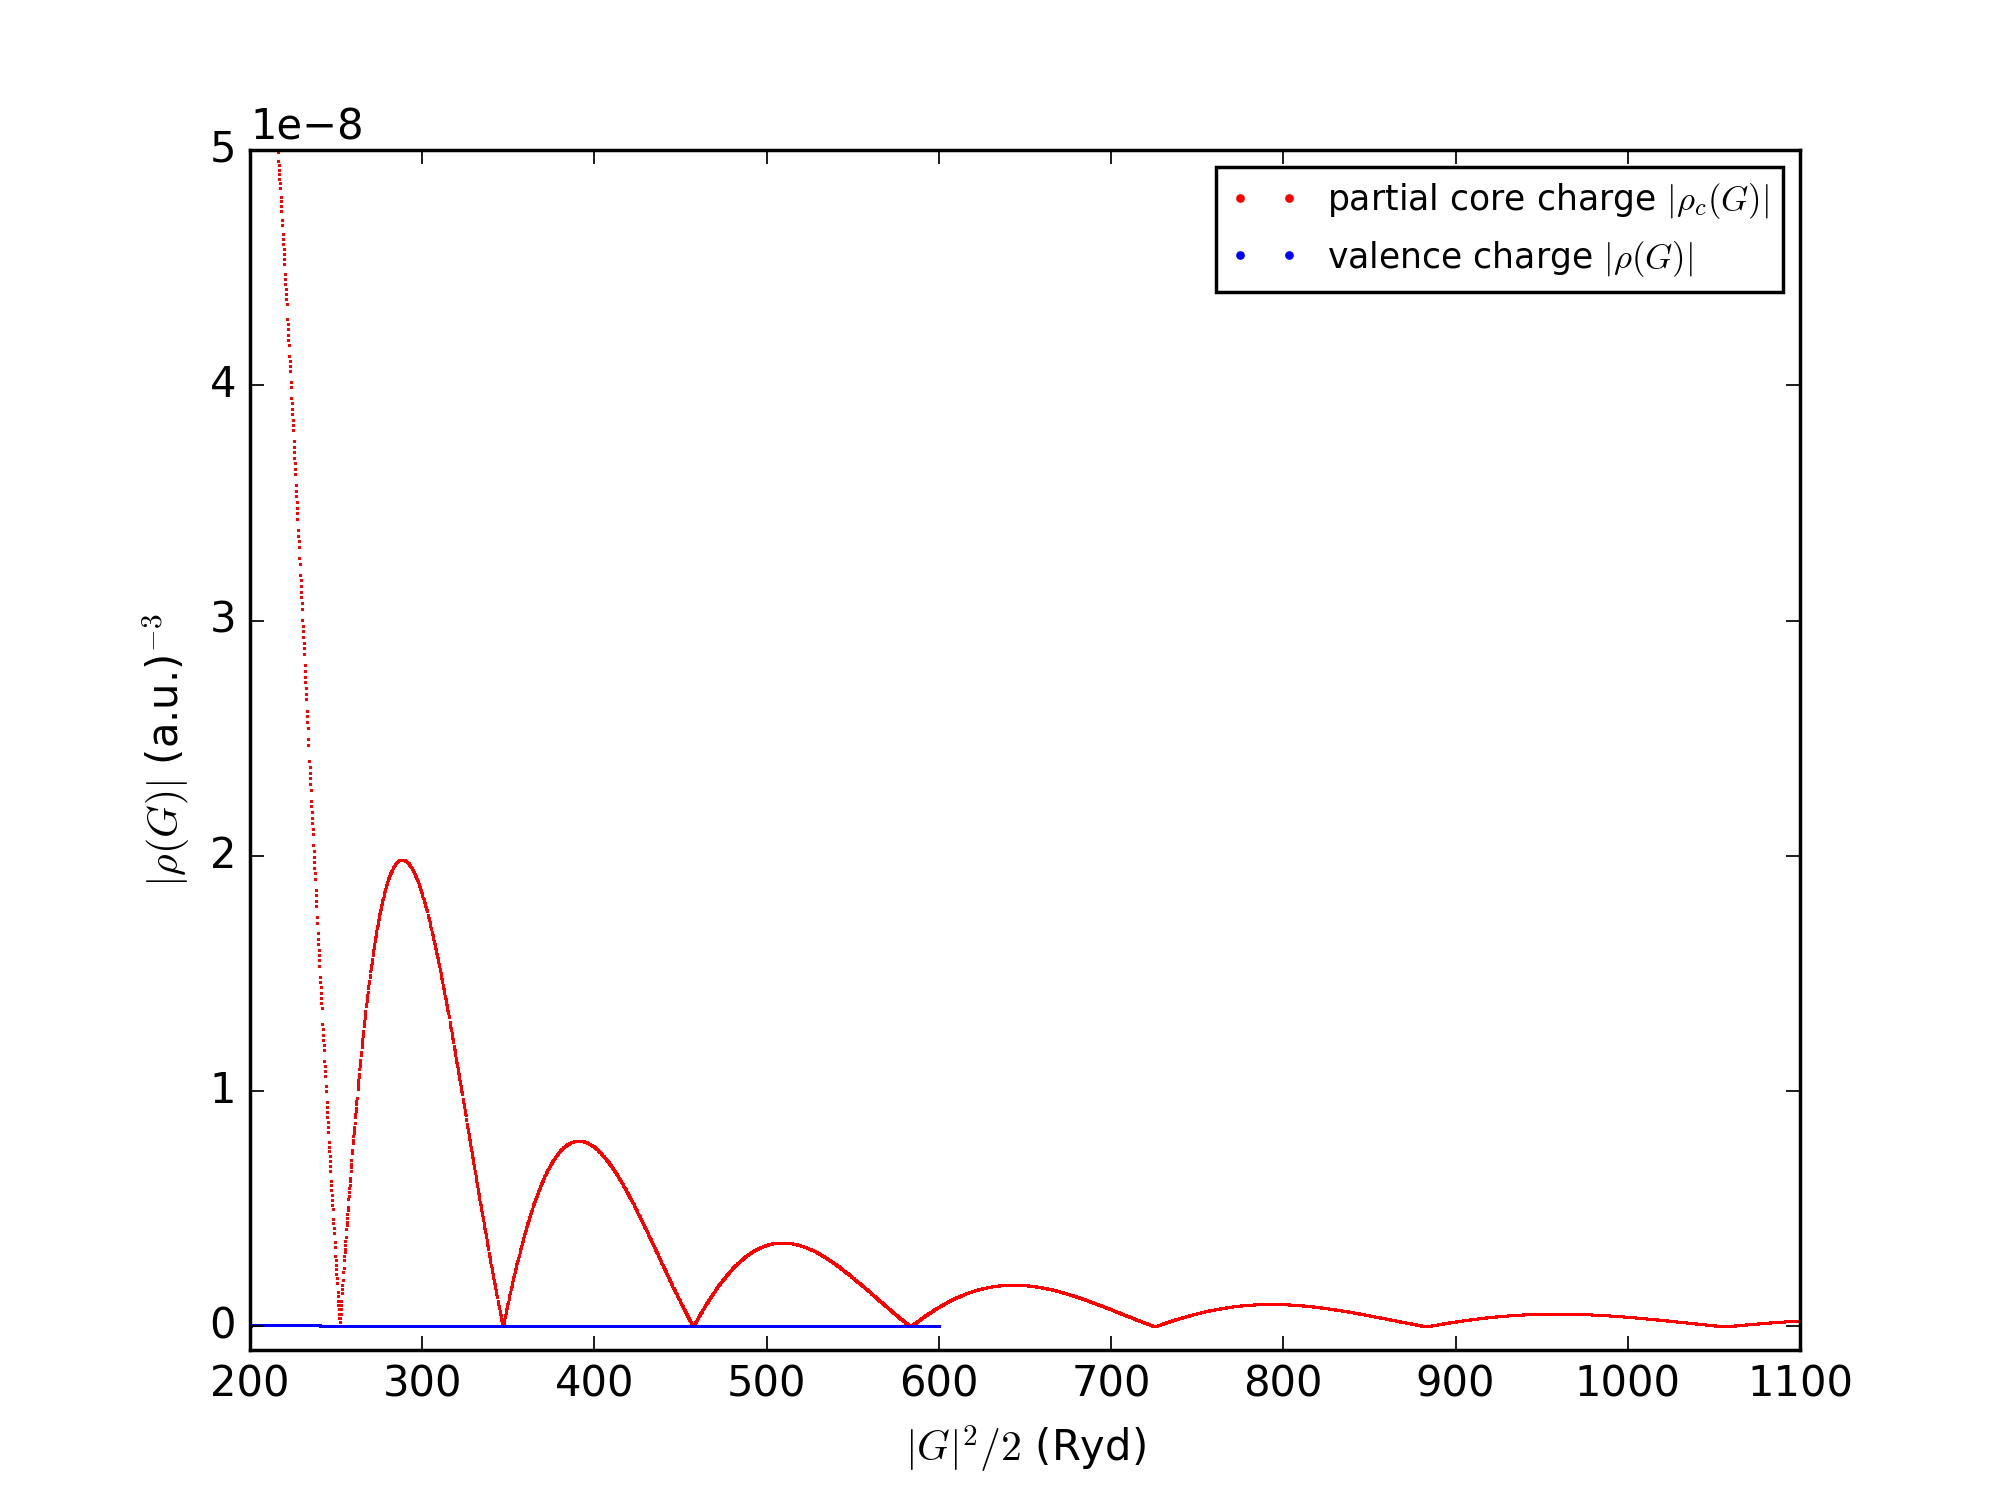 1e−8
5
4
3
2
1
0
200 300 400 500 600 700 800 900 1000 1100
|ρ(G)| (a.u.)⁻³
|G|²/2 (Ryd)
partial core charge |ρ_c(G)|
valence charge |ρ(G)|